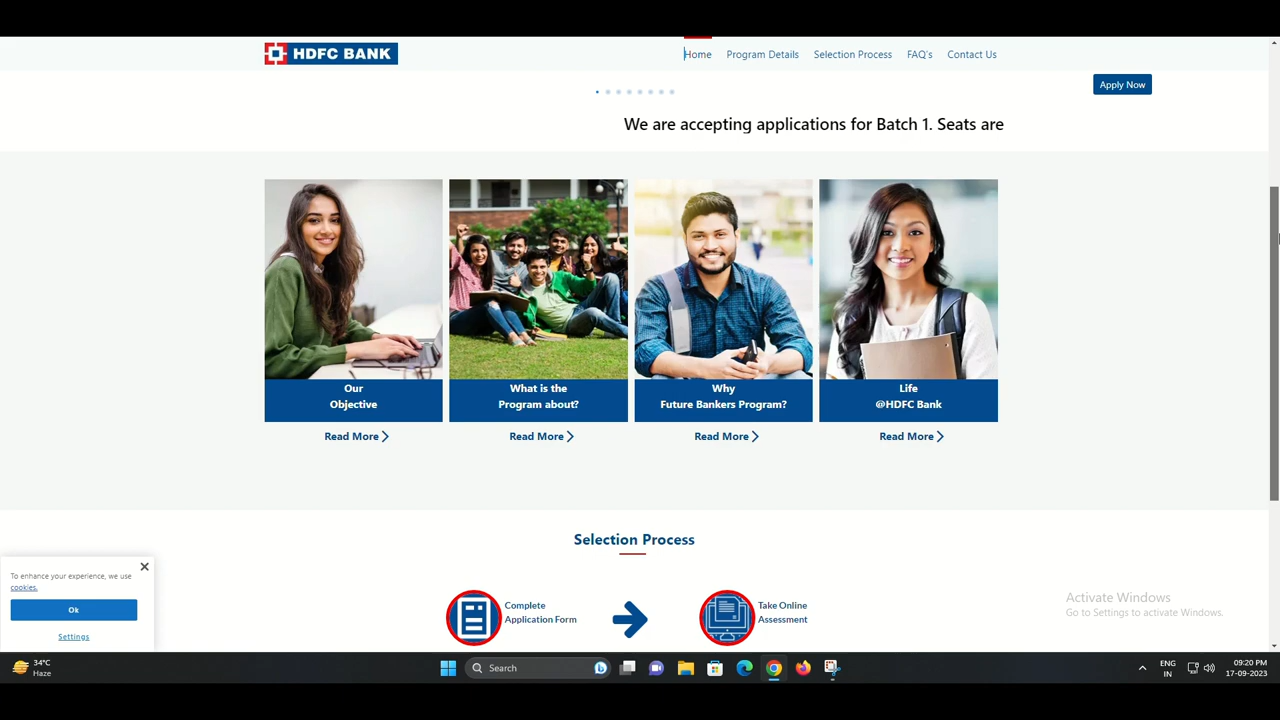 HDFC BANK
Home Program Details Selection Process FAQ's Contact Us
Apply Now
We are accepting applications for Batch 1. Seats are
Our
Objective
Read More
What is the
Program about?
Read More
Why
Future Bankers Program?
Read More
Life
@HDFC Bank
Read More
Selection Process
Complete
Application Form
Take Online
Assessment
To enhance your experience, we use
cookies.
Ok
Settings
Activate Windows
Go to Settings to activate Windows.
34°C
Haze
Search
ENG
IN
09:20 PM
17-09-2023